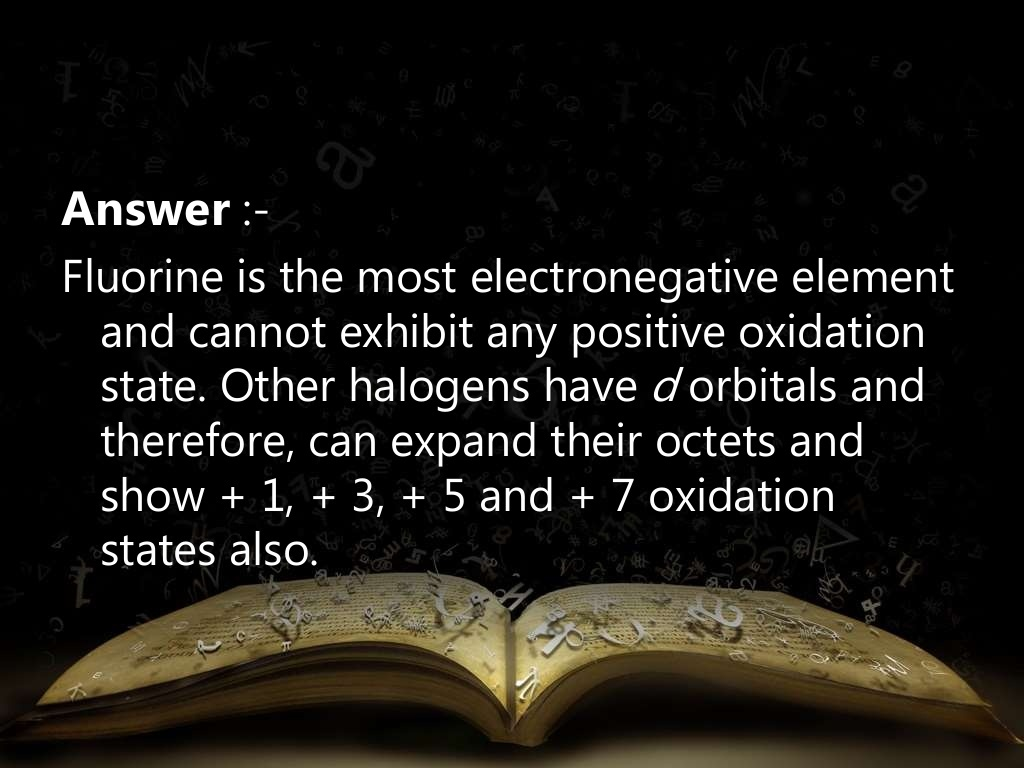 Answer :-
Fluorine is the most electronegative element
and cannot exhibit any positive oxidation
state. Other halogens have d orbitals and
therefore, can expand their octets and
show + 1, + 3, + 5 and + 7 oxidation
states also.